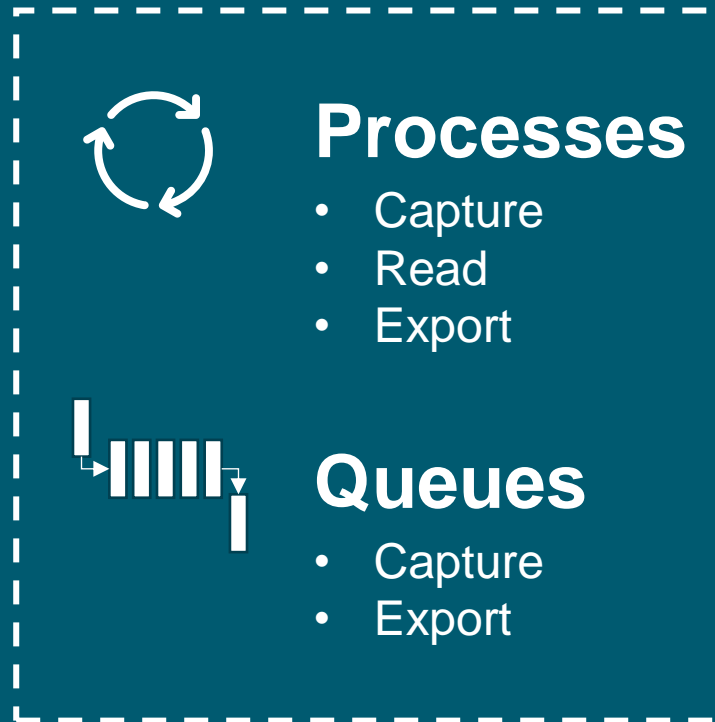 Processes
• Capture
• Read
• Export
Queues
• Capture
• Export